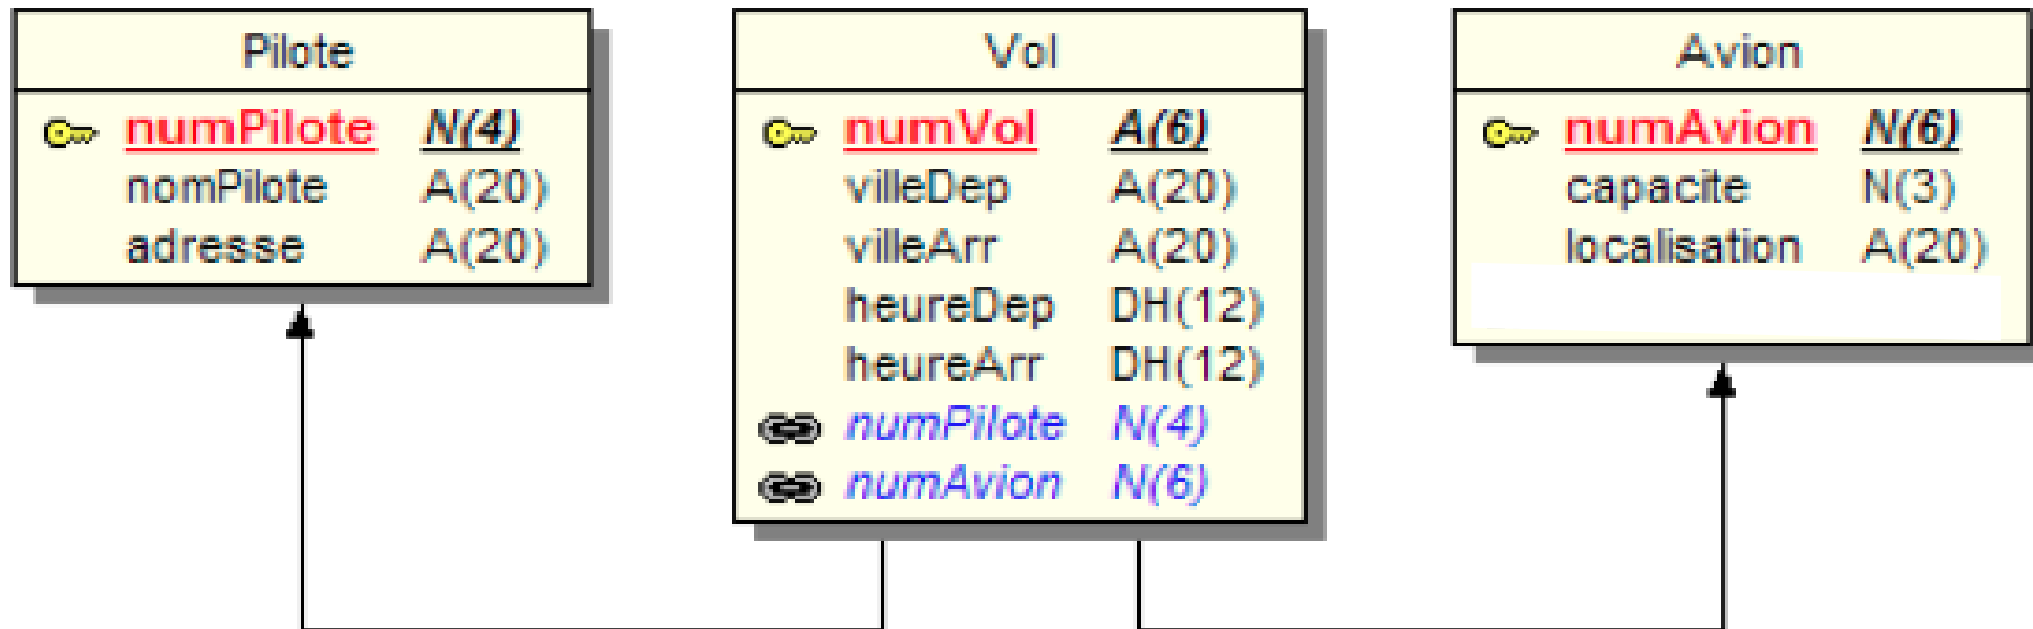 Pilote
numPilote N(4)
nomPilote A(20)
adresse A(20)
Vol
numVol A(6)
villeDep A(20)
villeArr A(20)
heureDep DH(12)
heureArr DH(12)
numPilote N(4)
numAvion N(6)
Avion
numAvion N(6)
capacite N(3)
localisation A(20)